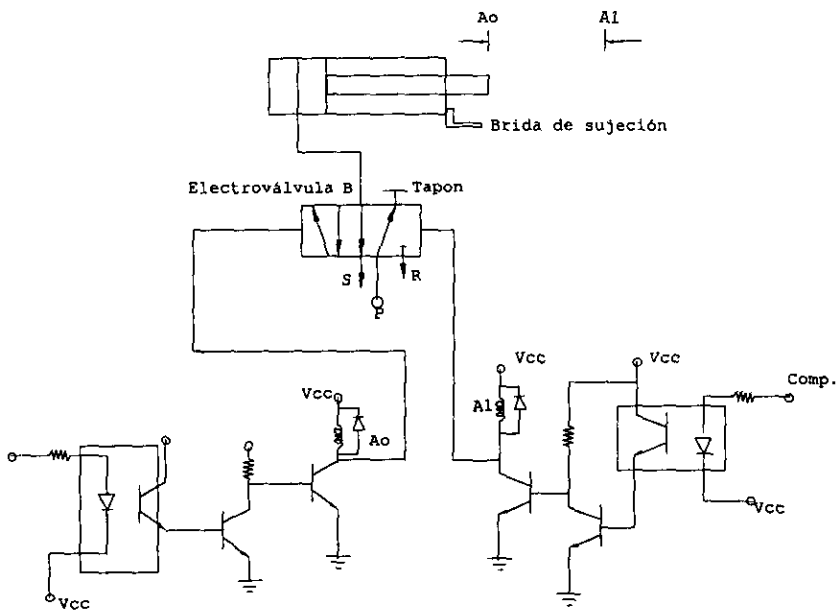 Ao
A1
Brida de sujeción
Electroválvula B
Tapon
S
R
P
Vcc
Vcc
Vcc
Comp.
A1
Ao
Vcc
Vcc